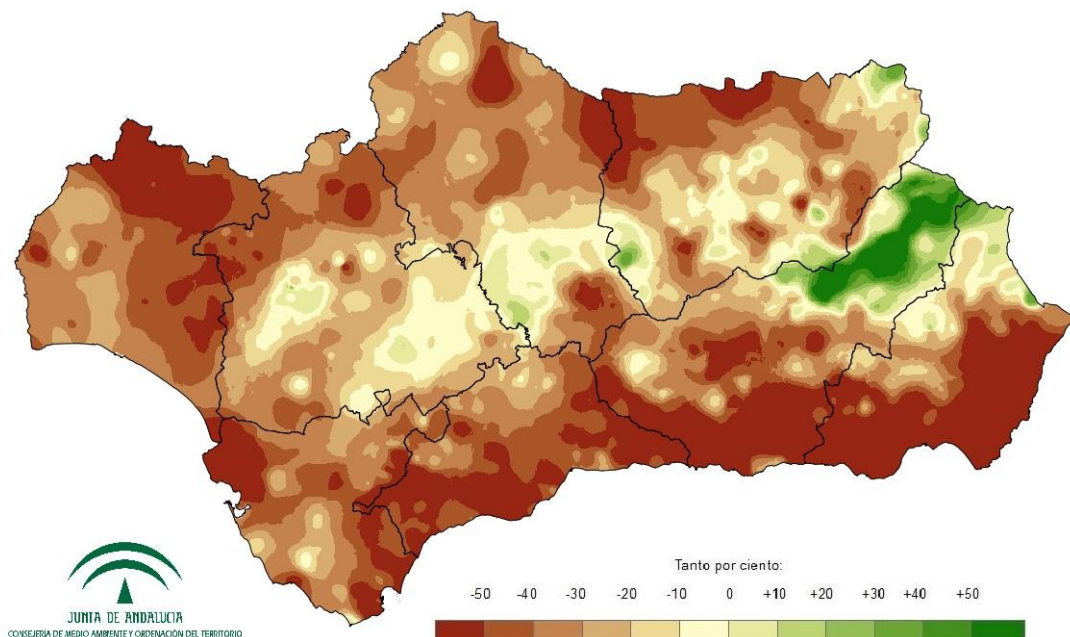 Tanto por ciento:
-50 -40 -30 -20 -10 0 +10 +20 +30 +40 +50
JUNTA DE ANDALUCIA
CONSEJERIA DE MEDIO AMBIENTE Y ORDENACIÓN DEL TERRITORIO